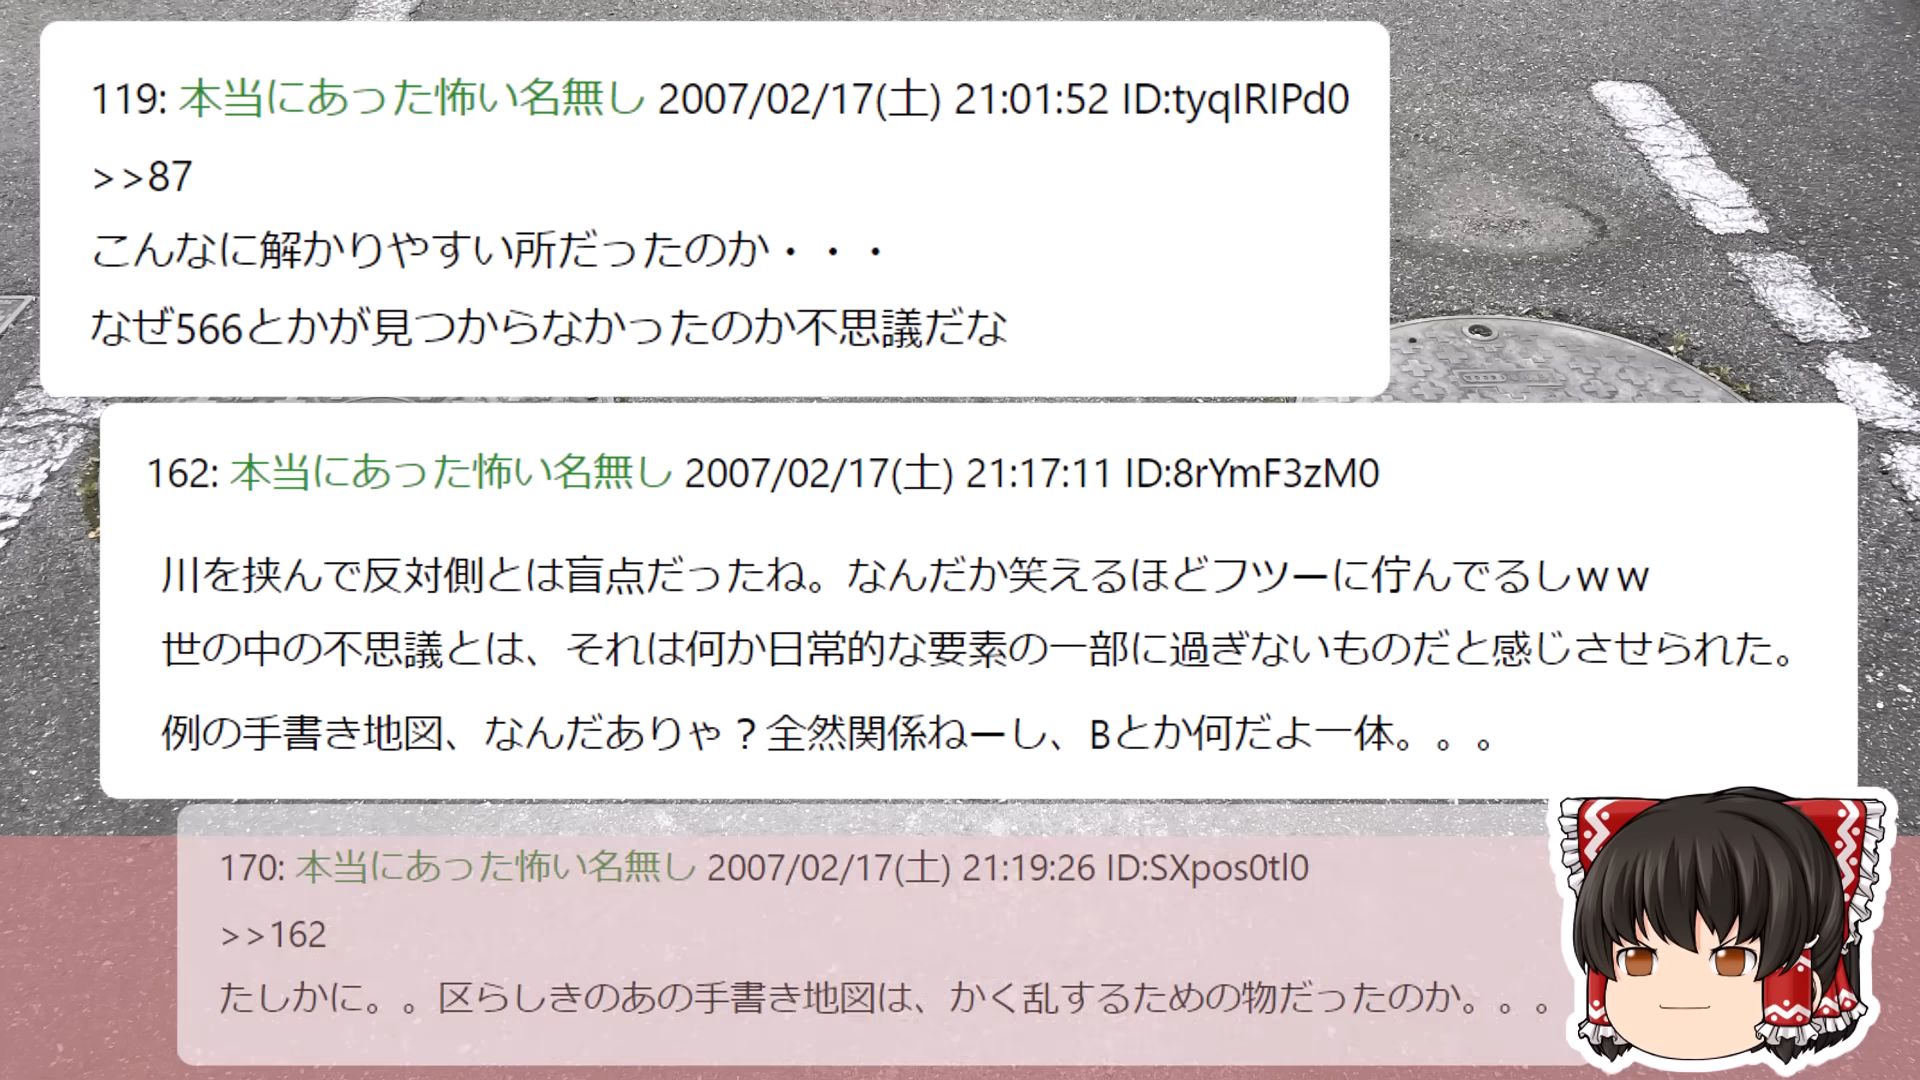 119: 本当にあった怖い名無し 2007/02/17(土) 21:01:52 ID:tyqIRIPd0
>>87
こんなに解かりやすい所だったのか・・・
なぜ566とかが見つからなかったのか不思議だな
162: 本当にあった怖い名無し 2007/02/17(土) 21:17:11 ID:8rYmF3zM0
川を挟んで反対側とは盲点だったね。なんだか笑えるほどフツーに佇んでるしｗｗ
世の中の不思議とは、それは何か日常的な要素の一部に過ぎないものだと感じさせられた。
例の手書き地図、なんだありゃ？全然関係ねーし、Bとか何だよ一体。。。
170: 本当にあった怖い名無し 2007/02/17(土) 21:19:26 ID:SXpos0tl0
>>162
たしかに。。区らしきのあの手書き地図は、かく乱するための物だったのか。。。